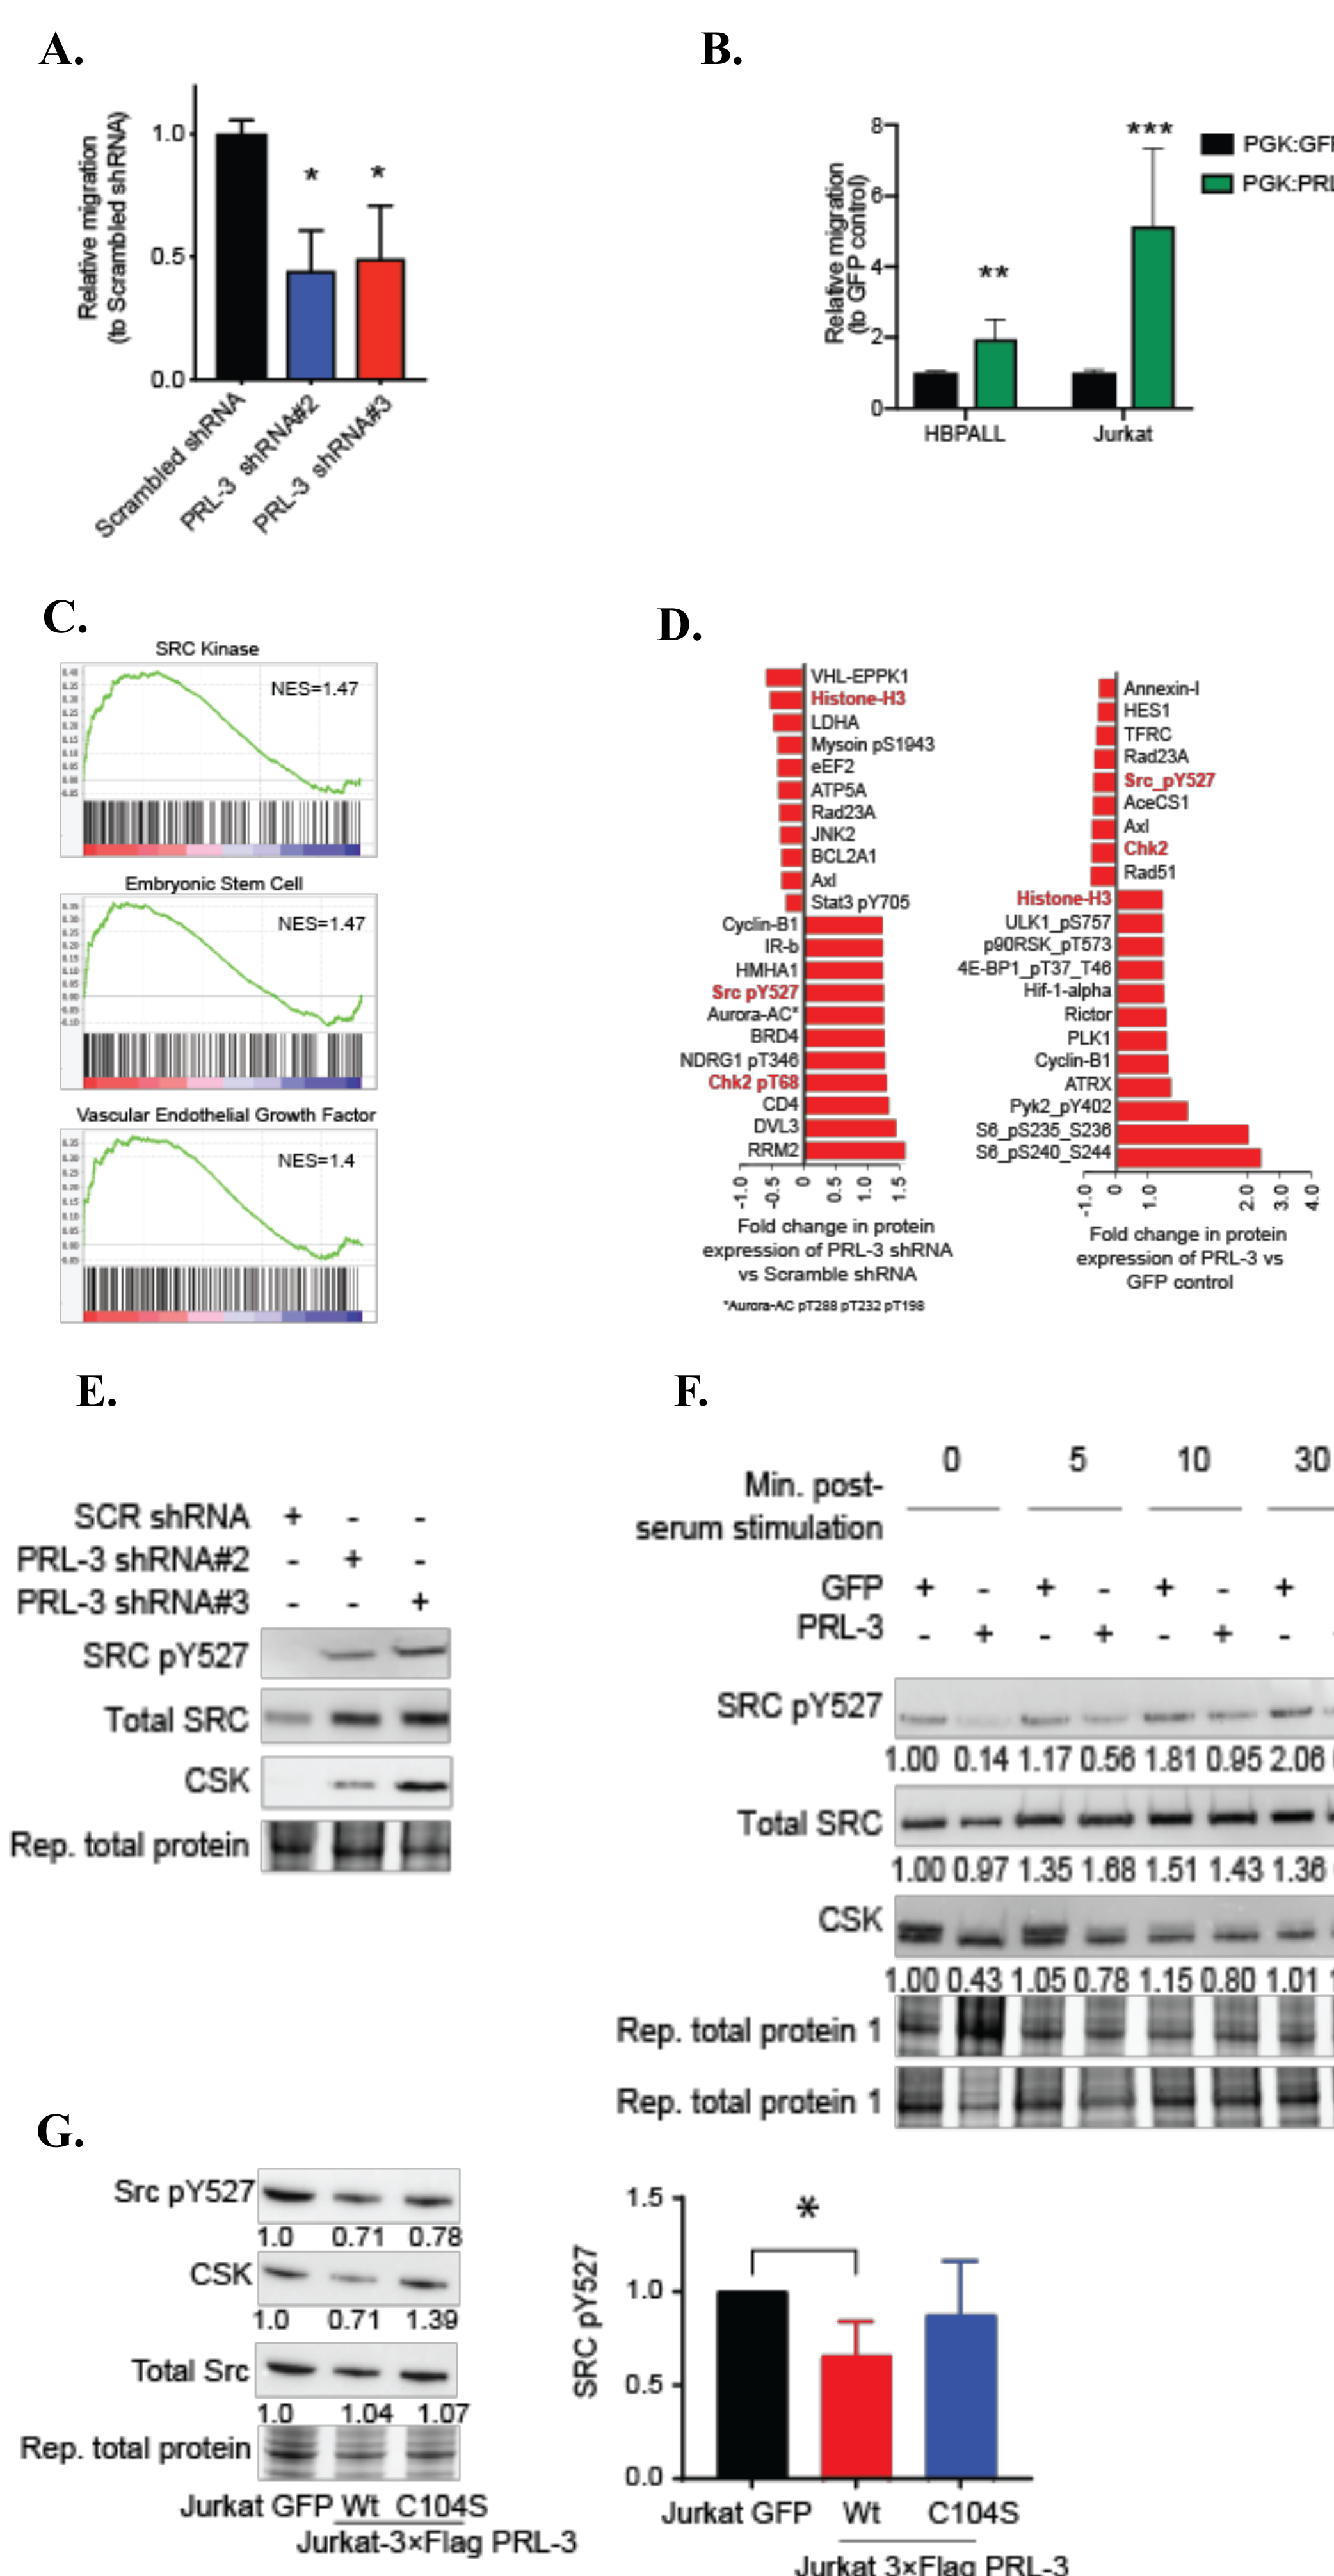 A.
Relative migration
(to Scrambled shRNA)
1.0
0.5
0.0
*
*
Scrambled shRNA
PRL-3 shRNA#2
PRL-3 shRNA#3
B.
Relative migration
(to GFP control)
8
6
4
2
0
**
***
HBPALL
Jurkat
PGK:GF
PGK:PRL
C.
SRC Kinase
NES=1.47
Embryonic Stem Cell
NES=1.47
Vascular Endothelial Growth Factor
NES=1.4
D.
VHL-EPPK1
Histone-H3
LDHA
Mysoin pS1943
eEF2
ATP5A
Rad23A
JNK2
BCL2A1
Axl
Stat3 pY705
Cyclin-B1
IR-b
HMHA1
Src pY527
Aurora-AC*
BRD4
NDRG1 pT346
Chk2 pT68
CD4
DVL3
RRM2
-1.0
-0.5
0
0.5
1.0
1.5
Fold change in protein
expression of PRL-3 shRNA
vs Scramble shRNA
*Aurora-AC pT288 pT232 pT198
Annexin-I
HES1
TFRC
Rad23A
Src_pY527
AceCS1
Axl
Chk2
Rad51
Histone-H3
ULK1_pS757
p90RSK_pT573
4E-BP1_pT37_T46
Hif-1-alpha
Rictor
PLK1
Cyclin-B1
ATRX
Pyk2_pY402
S6_pS235_S236
S6_pS240_S244
-1.0
0
1.0
2.0
3.0
4.0
Fold change in protein
expression of PRL-3 vs
GFP control
E.
SCR shRNA + - -
PRL-3 shRNA#2 - + -
PRL-3 shRNA#3 - - +
SRC pY527
Total SRC
CSK
Rep. total protein
F.
Min. post-
serum stimulation
0 5 10 30
GFP + - + - + - +
PRL-3 - + - + - + -
SRC pY527
1.00 0.14 1.17 0.56 1.81 0.95 2.06
Total SRC
1.00 0.97 1.35 1.68 1.51 1.43 1.36
CSK
1.00 0.43 1.05 0.78 1.15 0.80 1.01 1
Rep. total protein 1
Rep. total protein 1
G.
Src pY527
1.0 0.71 0.78
CSK
1.0 0.71 1.39
Total Src
1.0 1.04 1.07
Rep. total protein
Jurkat GFP Wt C104S
Jurkat-3×Flag PRL-3
SRC pY527
1.5
1.0
0.5
0.0
*
Jurkat GFP Wt C104S
Jurkat 3×Flag PRL-3